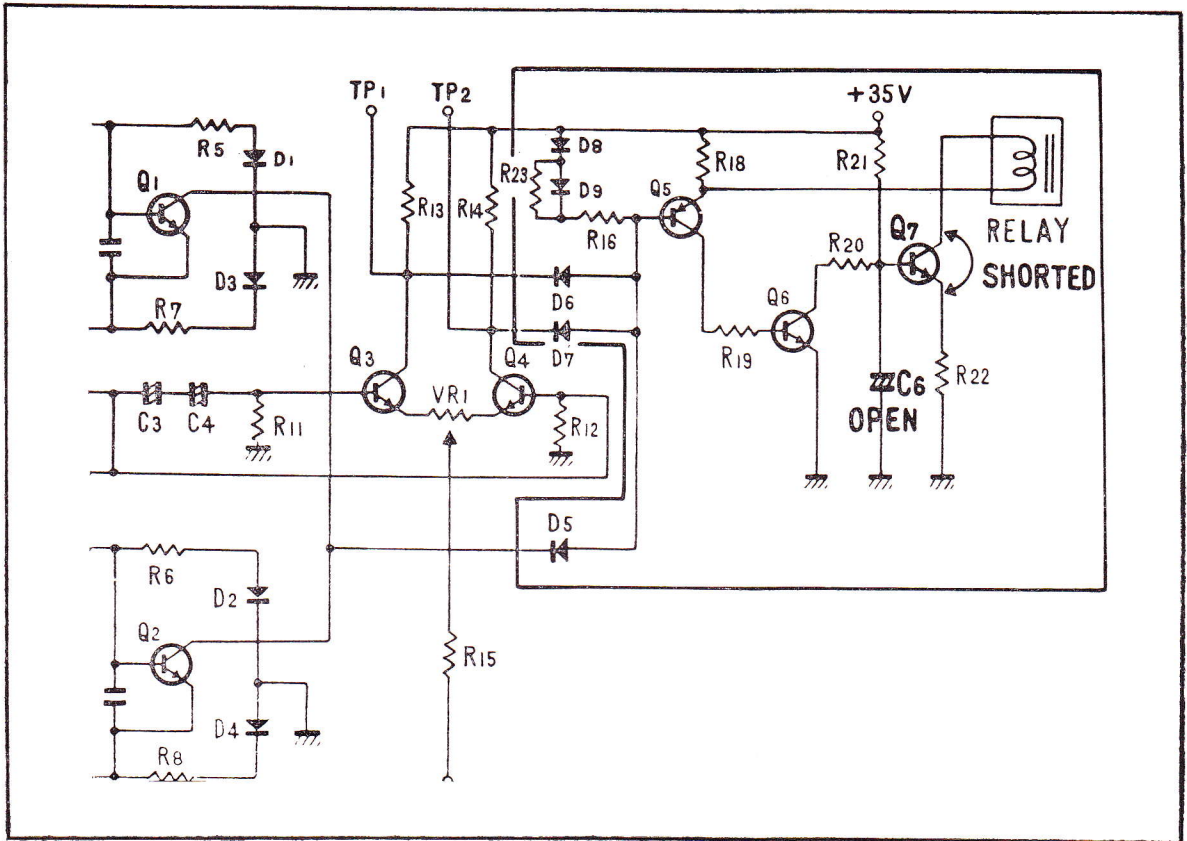 TP1 TP2
+35V
R5 D1 D8 R18 R21
Q1 R23 D9 Q5
R13 R14 R16 R20 Q7 RELAY
D3 D6 Q6 SHORTED
R7 D7 R19
Q3 Q4 R22
VR1 C6
C3 C4 R11 R12 OPEN
D5
R6
D2
Q2 R15
D4
R8